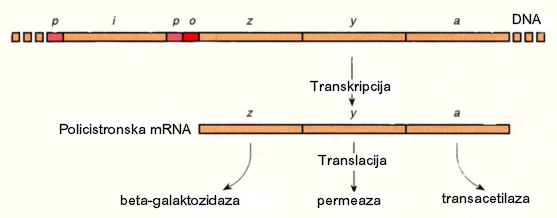 p i p o z y a DNA
Transkripcija
z y a
Policistronska mRNA
Translacija
beta-galaktozidaza permeaza transacetilaza